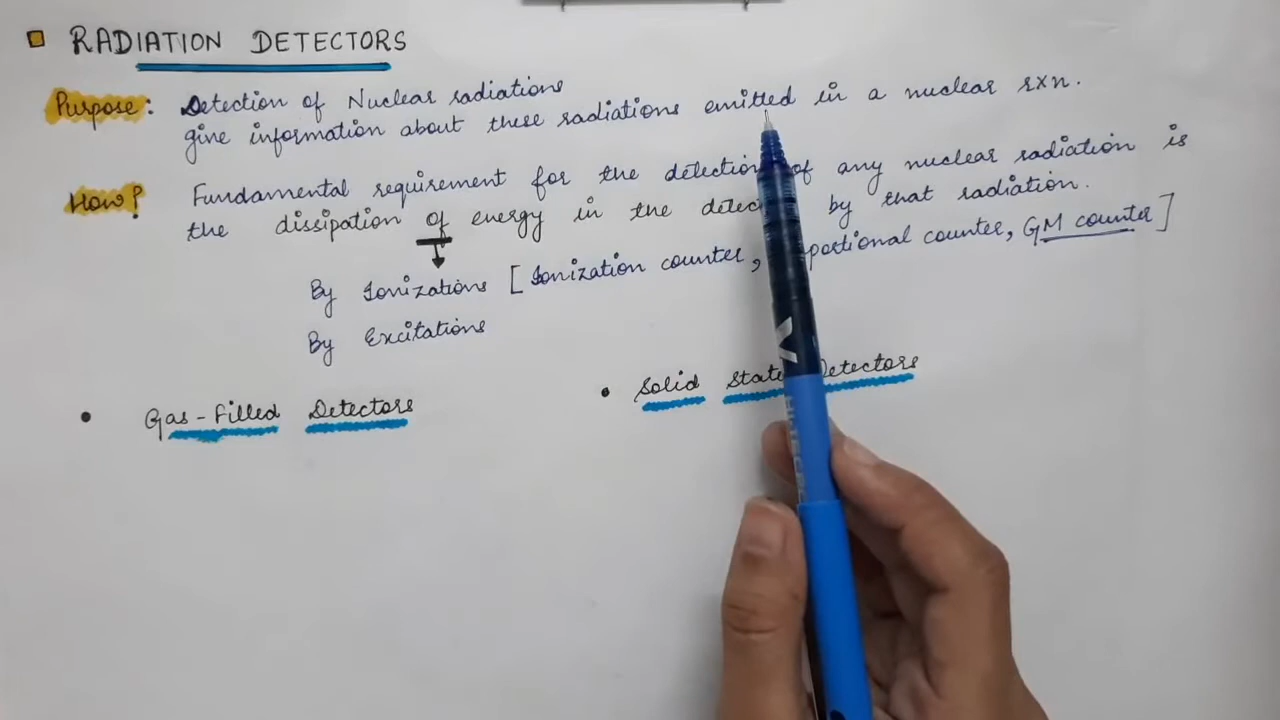 RADIATION DETECTORS
Purpose: Detection of Nuclear radiations
give information about these radiations emitted in a nuclear rxn.
How? Fundamental requirement for the detection of any nuclear radiation is
the dissipation of energy in the by that radiation.
By Ionizations [Ionization counter, counter, GM counter]
By Excitations
• Gas-Filled Detectors
• Solid State Detectors